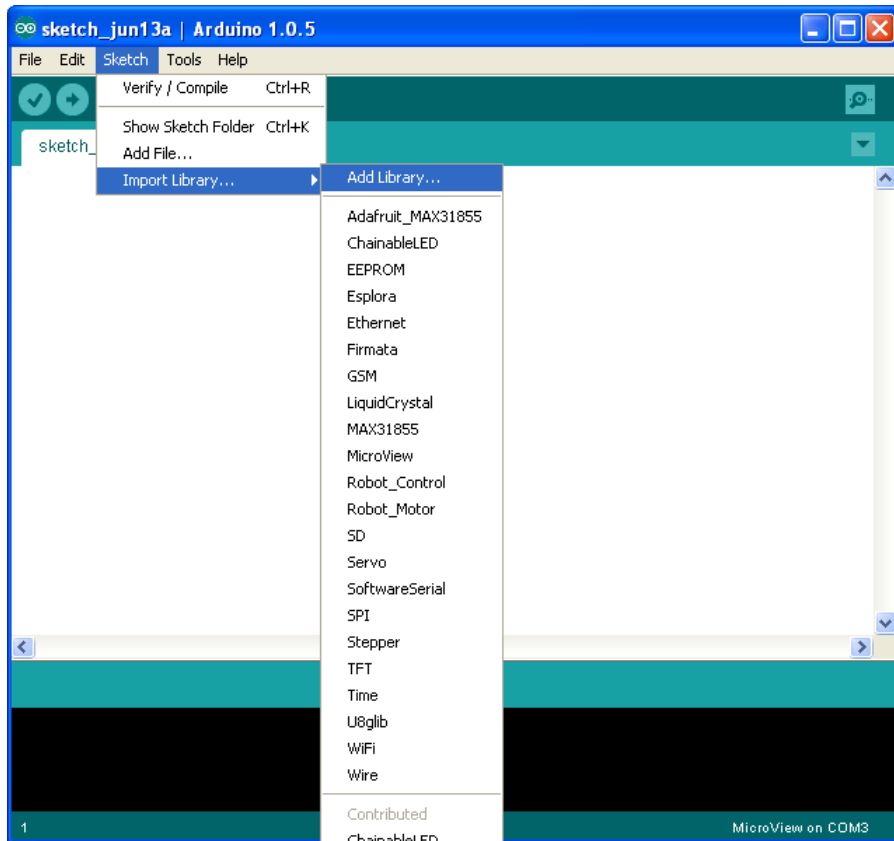 sketch_jun13a | Arduino 1.0.5
File Edit Sketch Tools Help
Verify / Compile Ctrl+R
Show Sketch Folder Ctrl+K
sketch_
Add File...
Import Library...
Add Library...
Adafruit_MAX31855
ChainableLED
EEPROM
Esplora
Ethernet
Firmata
GSM
LiquidCrystal
MAX31855
MicroView
Robot_Control
Robot_Motor
SD
Servo
SoftwareSerial
SPI
Stepper
TFT
Time
U8glib
WiFi
Wire
Contributed
ChainableLED
1 MicroView on COM3